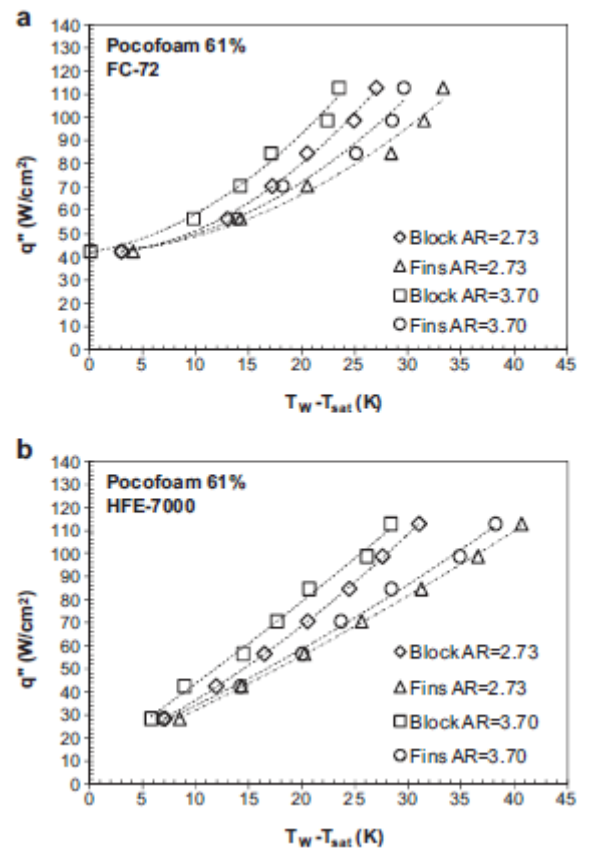 a
Pocofoam 61%
FC-72
140
130
120
110
100
90
80
70
60
50
40
30
20
10
0
q" (W/cm²)
Block AR=2.73
Fins AR=2.73
Block AR=3.70
Fins AR=3.70
0 5 10 15 20 25 30 35 40 45
T_W -T_sat (K)
b
Pocofoam 61%
HFE-7000
140
130
120
110
100
90
80
70
60
50
40
30
20
10
0
q" (W/cm²)
Block AR=2.73
Fins AR=2.73
Block AR=3.70
Fins AR=3.70
0 5 10 15 20 25 30 35 40 45
T_W -T_sat (K)